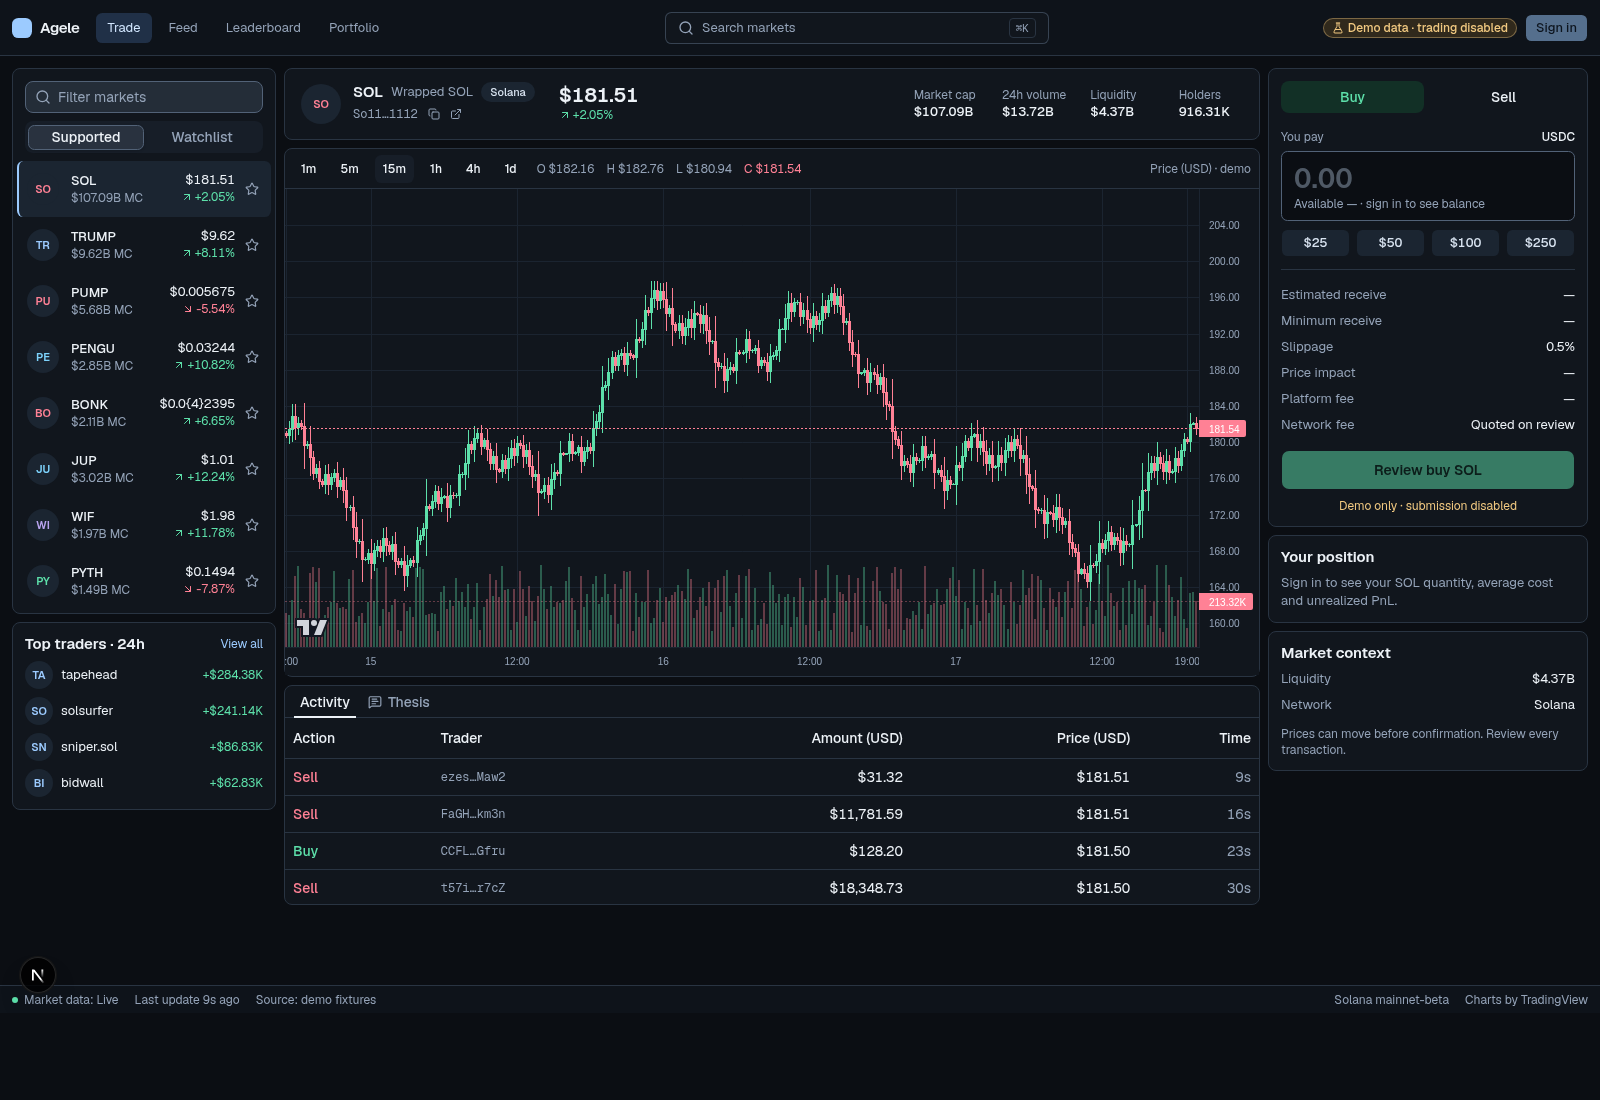 Agele
Trade
Feed
Leaderboard
Portfolio
Search markets
⌘K
Demo data · trading disabled
Sign in
Filter markets
Supported
Watchlist
SO
SOL
$107.09B MC
$181.51
+2.05%
TR
TRUMP
$9.62B MC
$9.62
+8.11%
PU
PUMP
$5.68B MC
$0.005675
-5.54%
PE
PENGU
$2.85B MC
$0.03244
+10.82%
BO
BONK
$2.11B MC
$0.0{4}2395
+6.65%
JU
JUP
$3.02B MC
$1.01
+12.24%
WI
WIF
$1.97B MC
$1.98
+11.78%
PY
PYTH
$1.49B MC
$0.1494
-7.87%
Top traders · 24h
View all
TA
tapehead
+$284.38K
SO
solsurfer
+$241.14K
SN
sniper.sol
+$86.83K
BI
bidwall
+$62.83K
SO
SOL
Wrapped SOL
Solana
So11…1112
$181.51
+2.05%
Market cap
$107.09B
24h volume
$13.72B
Liquidity
$4.37B
Holders
916.31K
1m
5m
15m
1h
4h
1d
O $182.16
H $182.76
L $180.94
C $181.54
Price (USD) · demo
204.00
200.00
196.00
192.00
188.00
184.00
181.54
180.00
176.00
172.00
168.00
164.00
213.32K
160.00
:00
15
12:00
16
12:00
17
12:00
19:00
Activity
Thesis
Action
Trader
Amount (USD)
Price (USD)
Time
Sell
ezes…Maw2
$31.32
$181.51
9s
Sell
FaGH…km3n
$11,781.59
$181.51
16s
Buy
CCFL…Gfru
$128.20
$181.50
23s
Sell
t57i…r7cZ
$18,348.73
$181.50
30s
Buy
Sell
You pay
USDC
0.00
Available — · sign in to see balance
$25
$50
$100
$250
Estimated receive
—
Minimum receive
—
Slippage
0.5%
Price impact
—
Platform fee
—
Network fee
Quoted on review
Review buy SOL
Demo only · submission disabled
Your position
Sign in to see your SOL quantity, average cost
and unrealized PnL.
Market context
Liquidity
$4.37B
Network
Solana
Prices can move before confirmation. Review every
transaction.
N
Market data: Live
Last update 9s ago
Source: demo fixtures
Solana mainnet-beta
Charts by TradingView